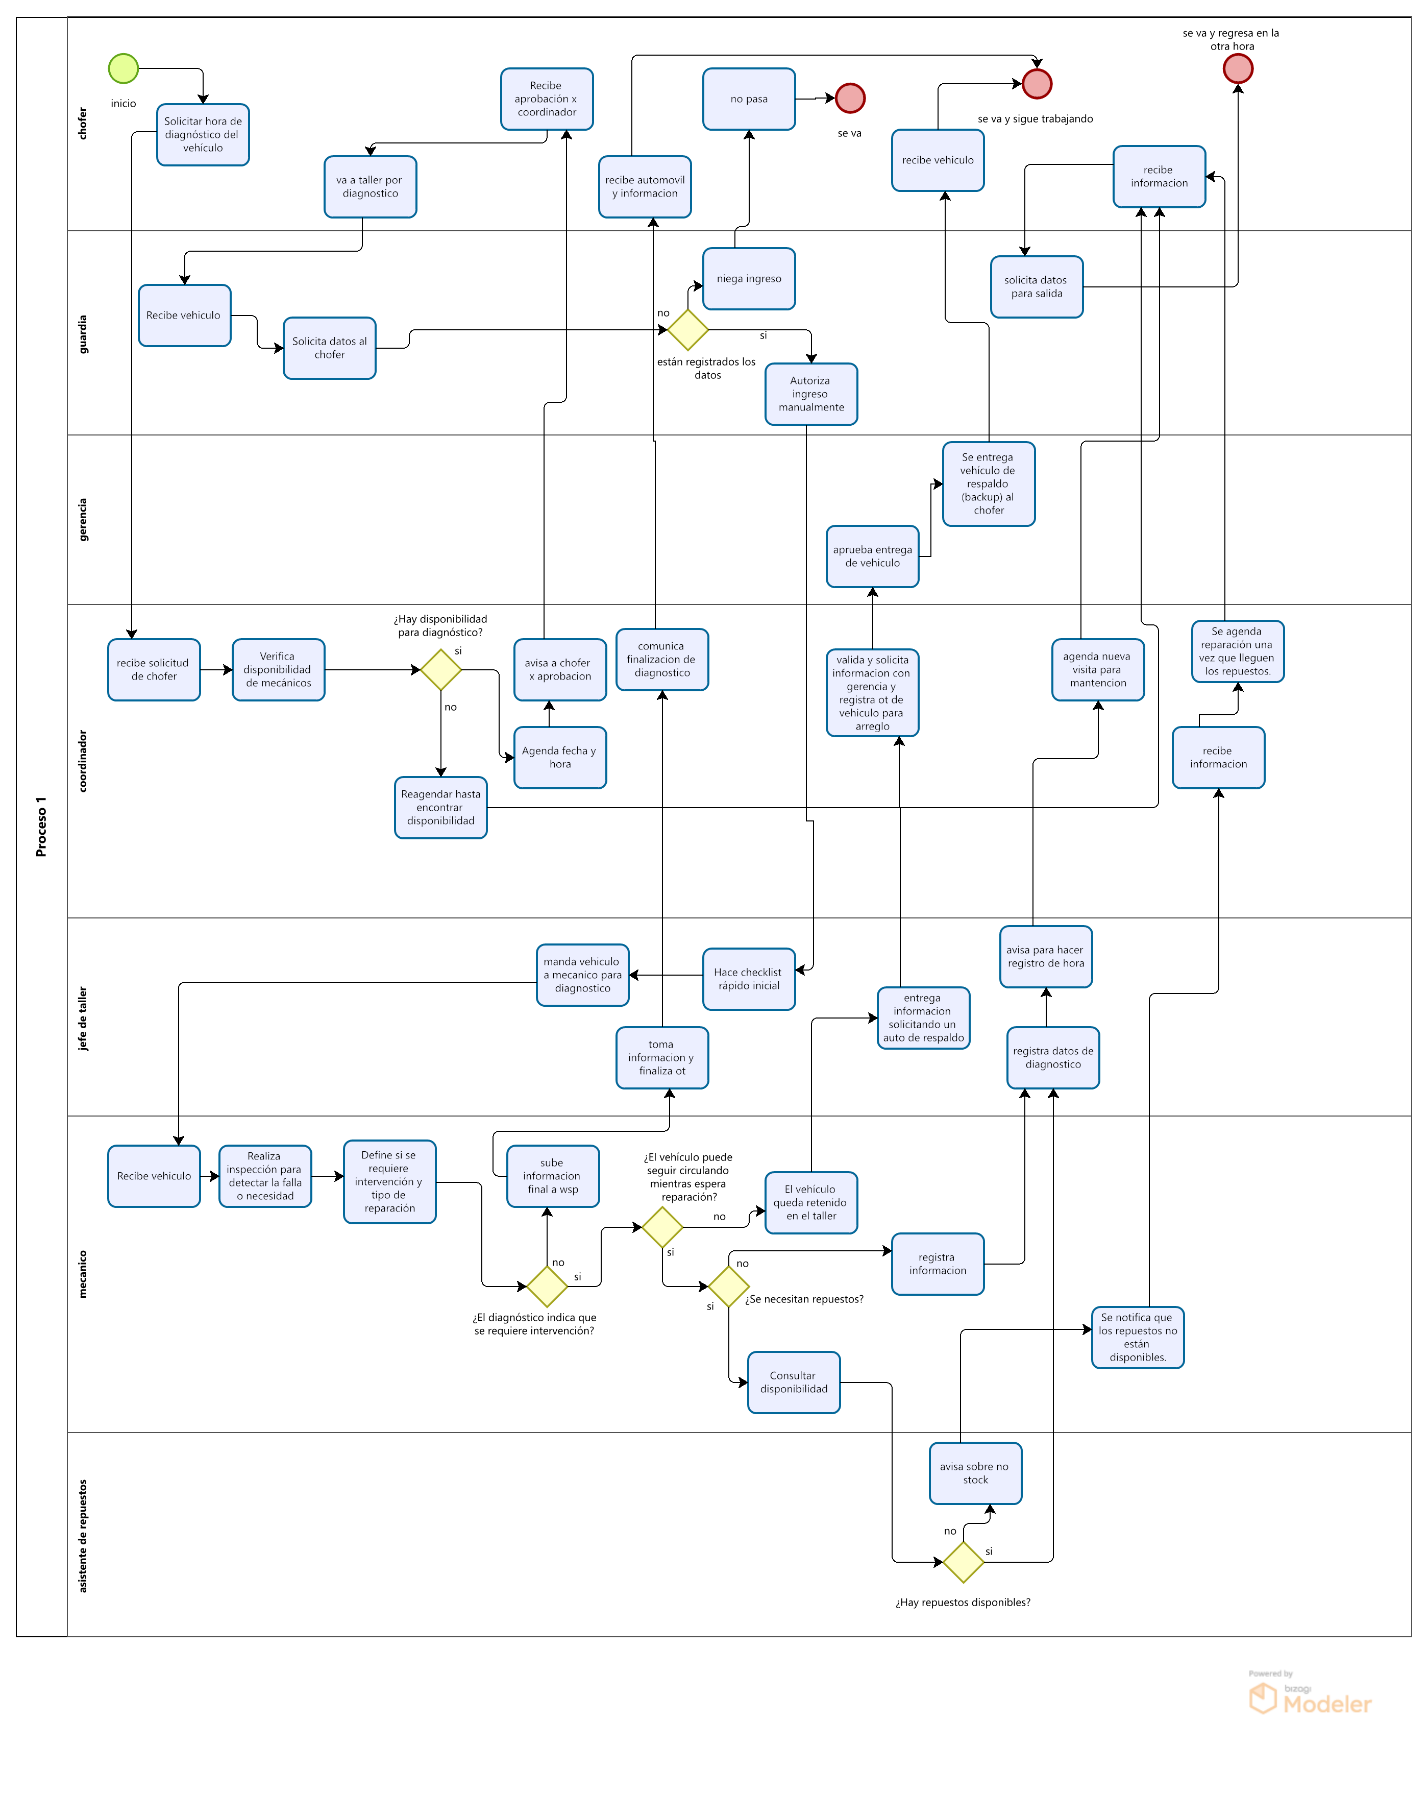 Proceso 1
chofer
inicio
Solicitar hora de
diagnóstico del
vehículo
va a taller por
diagnostico
Recibe
aprobación x
coordinador
recibe automovil
y informacion
no pasa
se va
recibe vehiculo
se va y sigue trabajando
recibe
informacion
se va y regresa en la
otra hora
guardia
Recibe vehiculo
Solicita datos al
chofer
no
si
están registrados los
datos
niega ingreso
Autoriza
ingreso
manualmente
solicita datos
para salida
gerencia
aprueba entrega
de vehiculo
Se entrega
vehículo de
respaldo
(backup) al
chofer
coordinador
recibe solicitud
de chofer
Verifica
disponibilidad
de mecánicos
¿Hay disponibilidad
para diagnóstico?
si
no
Reagendar hasta
encontrar
disponibilidad
Agenda fecha y
hora
avisa a chofer
x aprobacion
comunica
finalizacion de
diagnostico
valida y solicita
informacion con
gerencia y
registra ot de
vehiculo para
arreglo
agenda nueva
visita para
mantencion
Se agenda
reparación una
vez que lleguen
los repuestos.
recibe
informacion
jefe de taller
manda vehiculo
a mecanico para
diagnostico
Hace checklist
rápido inicial
toma
informacion y
finaliza ot
entrega
informacion
solicitando un
auto de respaldo
avisa para hacer
registro de hora
registra datos de
diagnostico
mecanico
Recibe vehiculo
Realiza
inspección para
detectar la falla
o necesidad
Define si se
requiere
intervención y
tipo de
reparación
sube
informacion
final a wsp
no
si
¿El diagnóstico indica que
se requiere intervención?
¿El vehículo puede
seguir circulando
mientras espera
reparación?
no
si
El vehículo
queda retenido
en el taller
no
si
¿Se necesitan repuestos?
registra
informacion
Consultar
disponibilidad
Se notifica que
los repuestos no
están
disponibles.
asistente de repuestos
avisa sobre no
stock
no
si
¿Hay repuestos disponibles?
Powered by
bizagi
Modeler